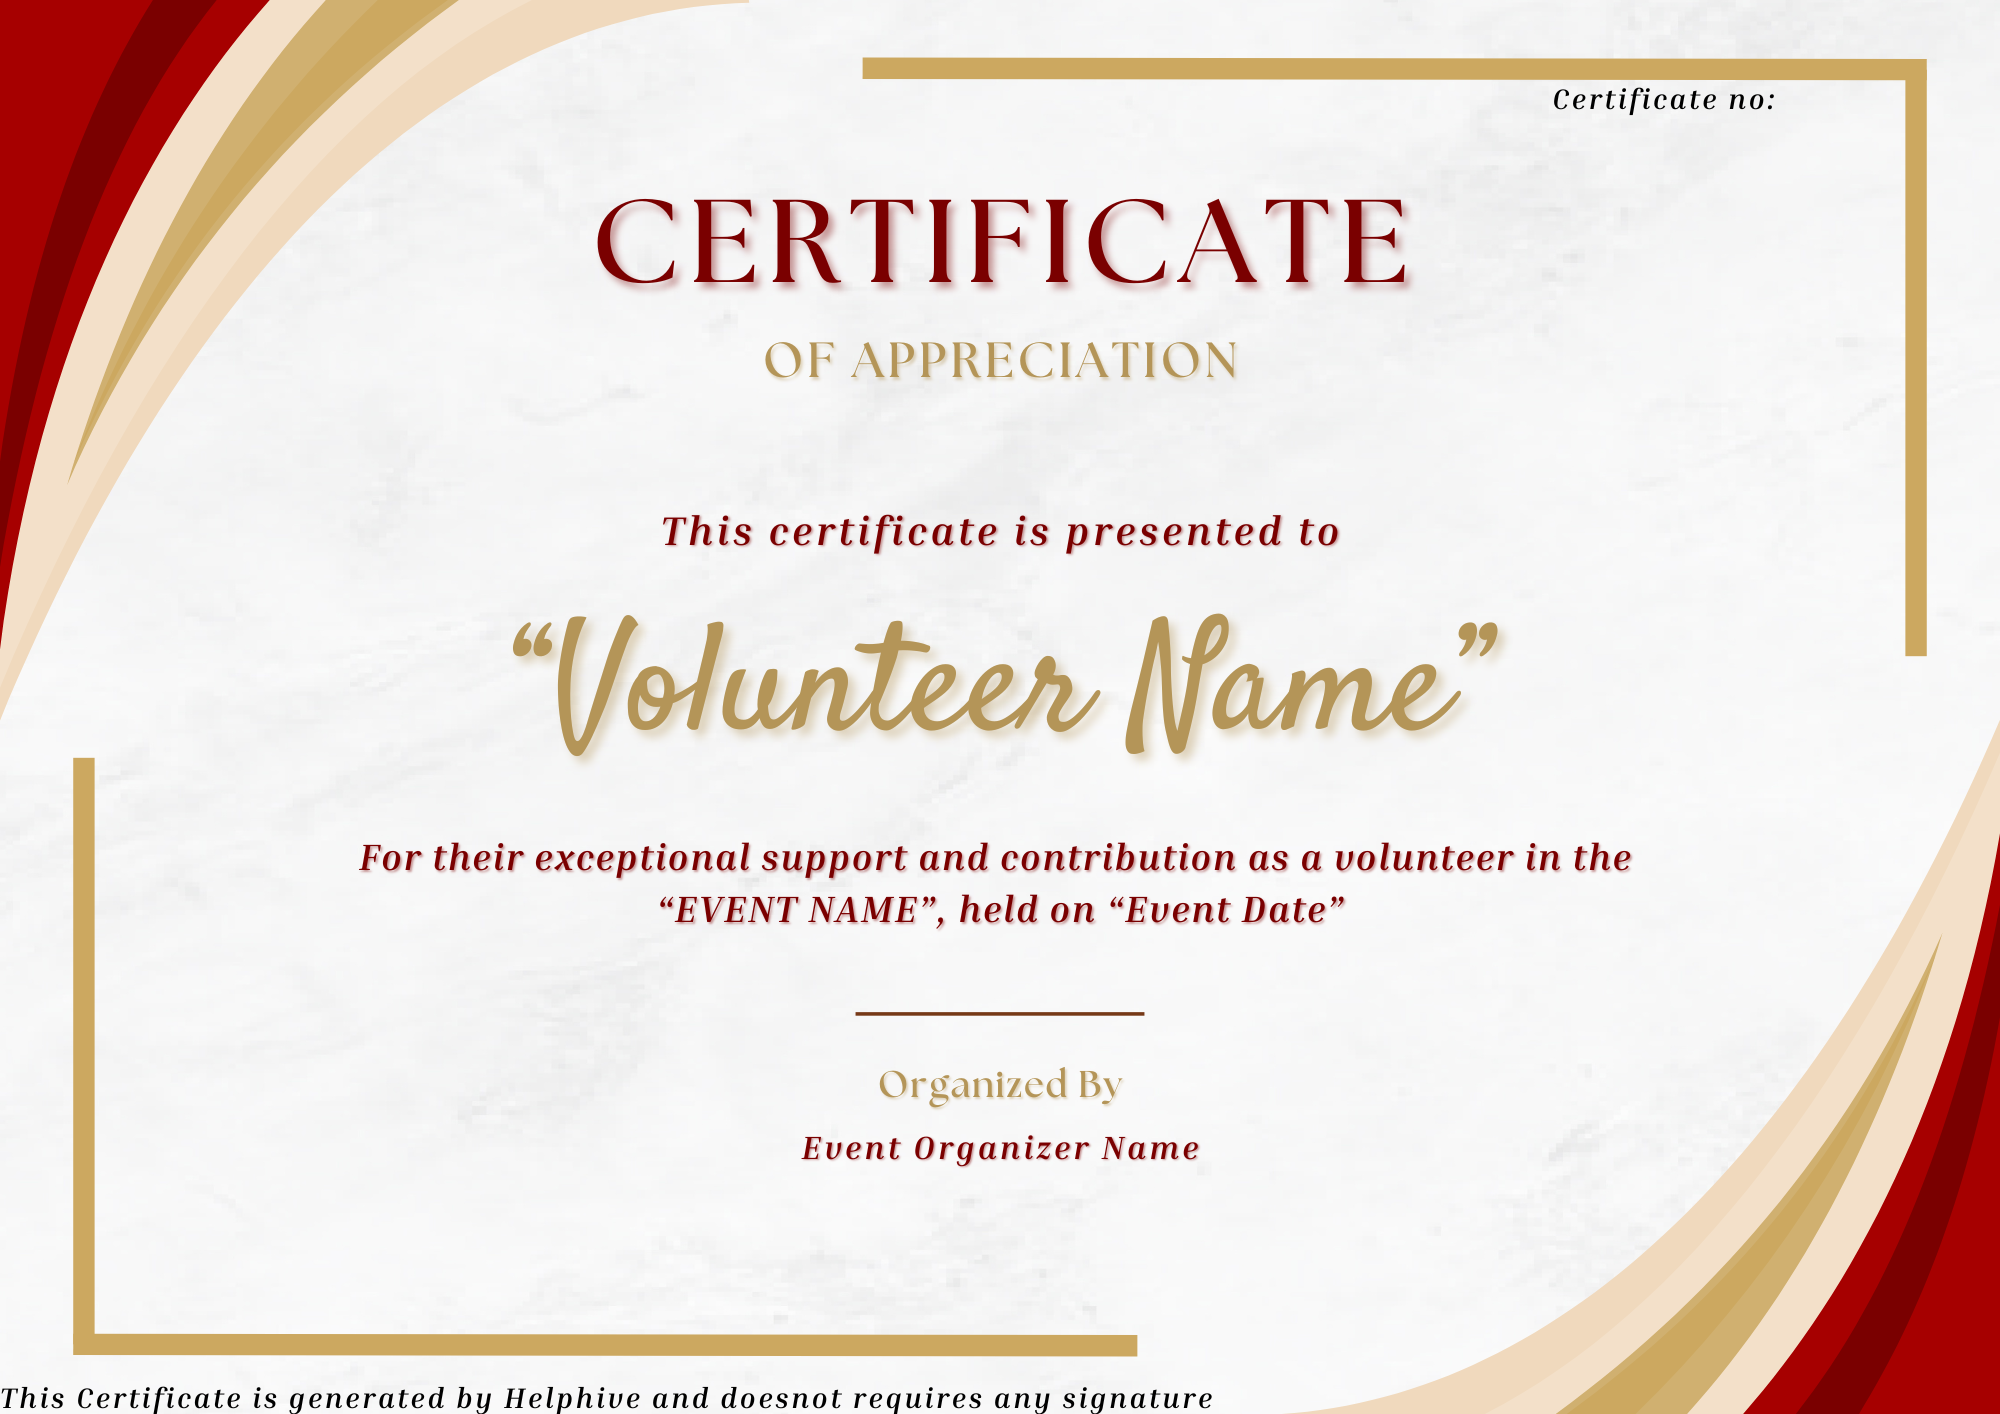 Certificate no:
CERTIFICATE
OF APPRECIATION
This certificate is presented to
“Volunteer Name”
For their exceptional support and contribution as a volunteer in the
“EVENT NAME”, held on “Event Date”
Organized By
Event Organizer Name
This Certificate is generated by Helphive and doesnot requires any signature